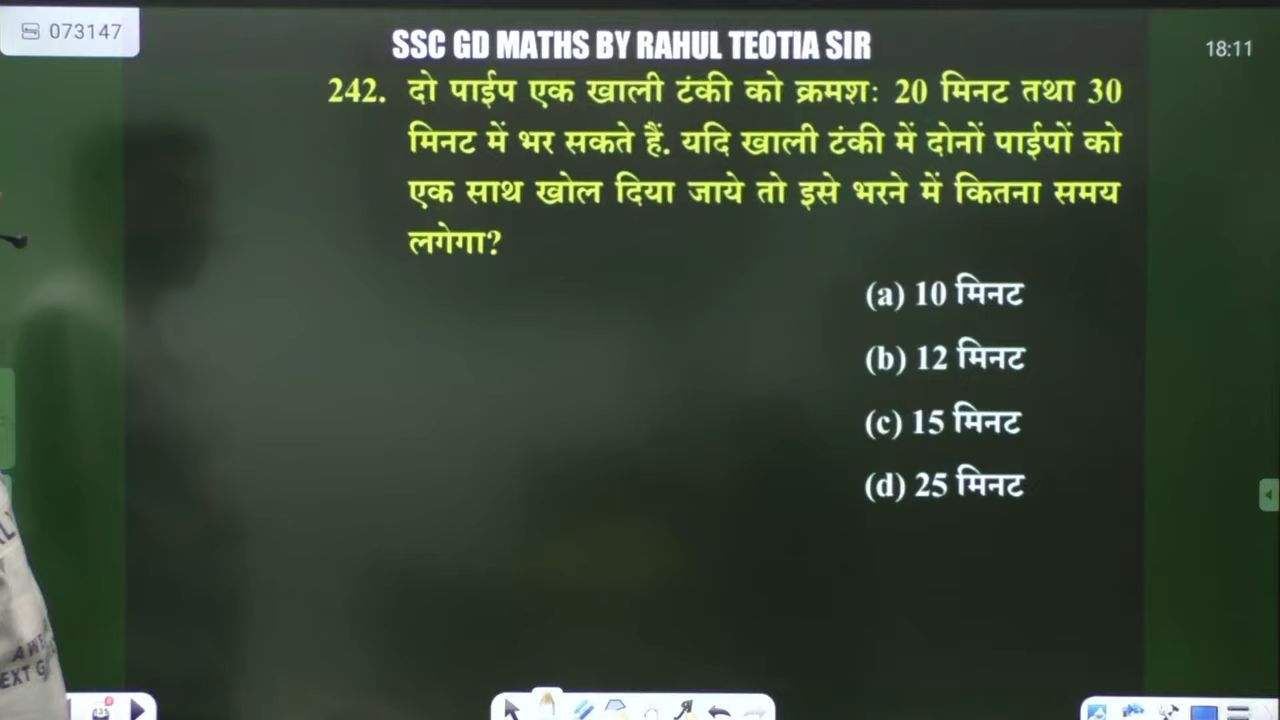 073147
SSC GD MATHS BY RAHUL TEOTIA SIR
18:11
242. दो पाईप एक खाली टंकी को क्रमशः 20 मिनट तथा 30
मिनट में भर सकते हैं. यदि खाली टंकी में दोनों पाईपों को
एक साथ खोल दिया जाये तो इसे भरने में कितना समय
लगेगा?
(a) 10 मिनट
(b) 12 मिनट
(c) 15 मिनट
(d) 25 मिनट